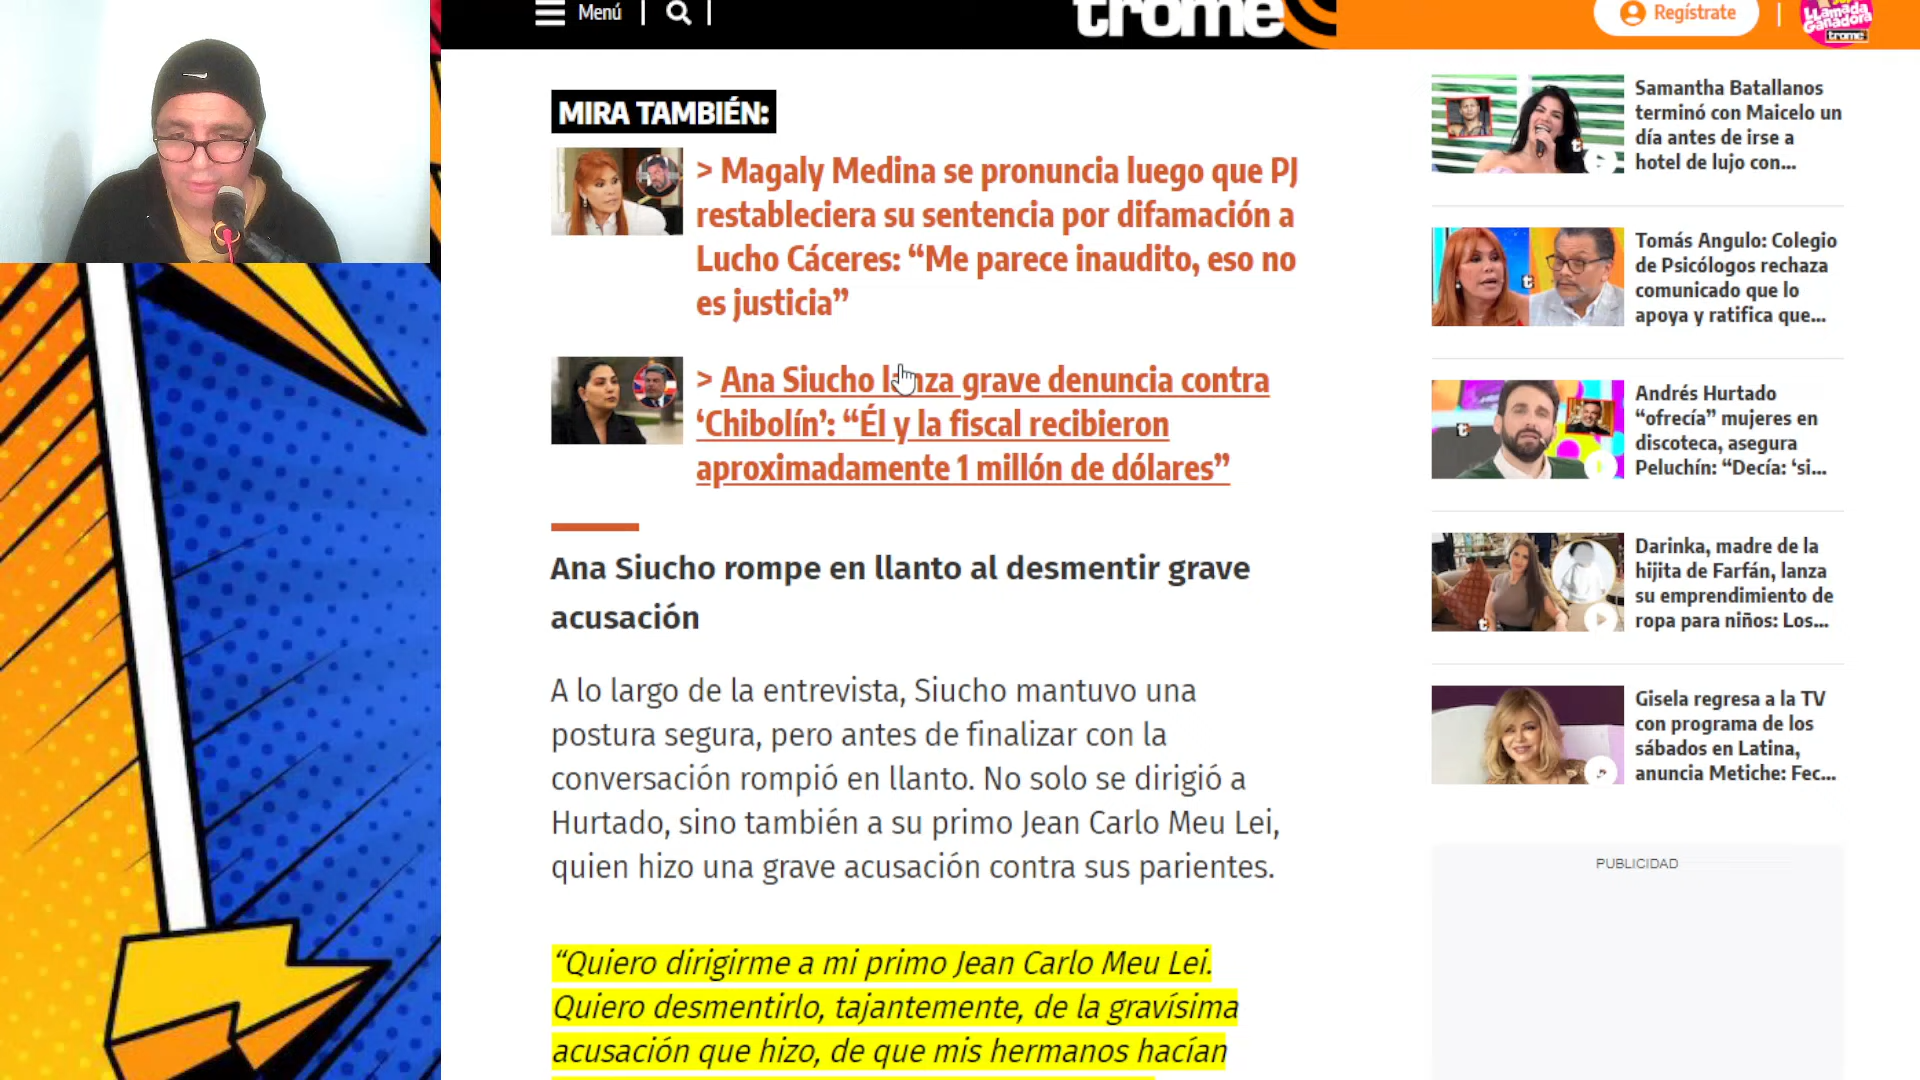 Menú
trome
Regístrate
LLamada
Ganadora
trome
MIRA TAMBIÉN:
> Magaly Medina se pronuncia luego que PJ
restableciera su sentencia por difamación a
Lucho Cáceres: “Me parece inaudito, eso no
es justicia”
> Ana Siucho lanza grave denuncia contra
‘Chibolín’: “Él y la fiscal recibieron
aproximadamente 1 millón de dólares”
Ana Siucho rompe en llanto al desmentir grave
acusación
A lo largo de la entrevista, Siucho mantuvo una
postura segura, pero antes de finalizar con la
conversación rompió en llanto. No solo se dirigió a
Hurtado, sino también a su primo Jean Carlo Meu Lei,
quien hizo una grave acusación contra sus parientes.
“Quiero dirigirme a mi primo Jean Carlo Meu Lei.
Quiero desmentirlo, tajantemente, de la gravísima
acusación que hizo, de que mis hermanos hacían
Samantha Batallanos
terminó con Maicelo un
día antes de irse a
hotel de lujo con...
Tomás Angulo: Colegio
de Psicólogos rechaza
comunicado que lo
apoya y ratifica que...
Andrés Hurtado
“ofrecía” mujeres en
discoteca, asegura
Peluchín: “Decía: ‘si...
Darinka, madre de la
hijita de Farfán, lanza
su emprendimiento de
ropa para niños: Los...
Gisela regresa a la TV
con programa de los
sábados en Latina,
anuncia Metiche: Fec...
PUBLICIDAD